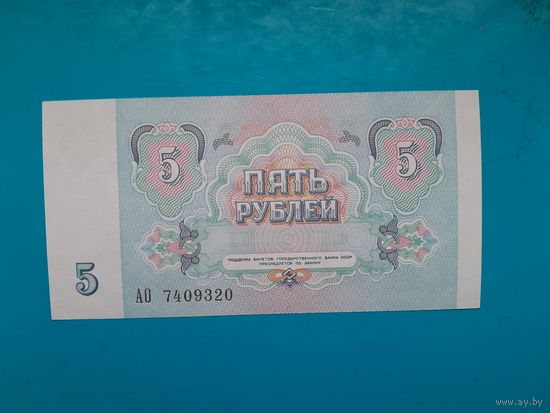 5 5
ПЯТЬ
РУБЛЕЙ
ПОДДЕЛКА БИЛЕТОВ ГОСУДАРСТВЕННОГО БАНКА СССР
ПРЕСЛЕДУЕТСЯ ПО ЗАКОНУ
5
АО 7409320
www.ay.by